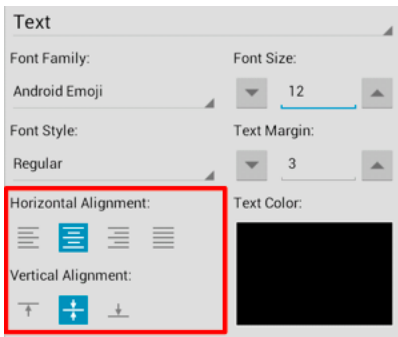 Text
Font Family:
Font Size:
Android Emoji
12
Font Style:
Text Margin:
Regular
3
Horizontal Alignment:
Text Color:
Vertical Alignment: